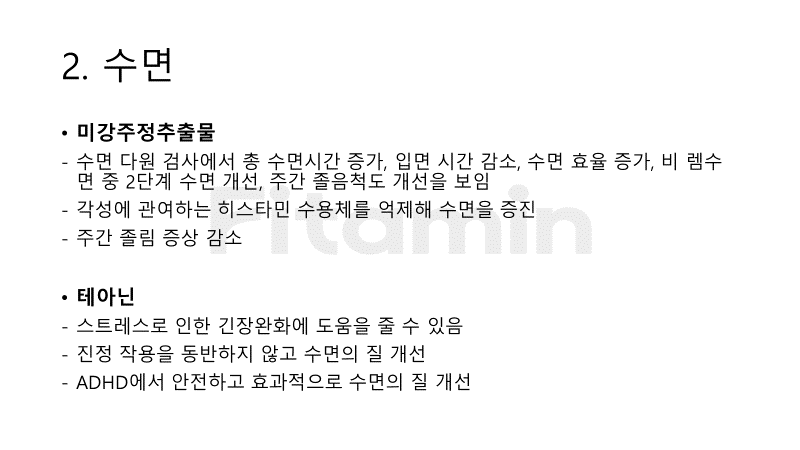 2. 수면
• 미강주정추출물
- 수면 다원 검사에서 총 수면시간 증가, 입면 시간 감소, 수면 효율 증가, 비 렘수
면 중 2단계 수면 개선, 주간 졸음척도 개선을 보임
- 각성에 관여하는 히스타민 수용체를 억제해 수면을 증진
Fitamin
- 주간 졸림 증상 감소
• 테아닌
- 스트레스로 인한 긴장완화에 도움을 줄 수 있음
- 진정 작용을 동반하지 않고 수면의 질 개선
- ADHD에서 안전하고 효과적으로 수면의 질 개선